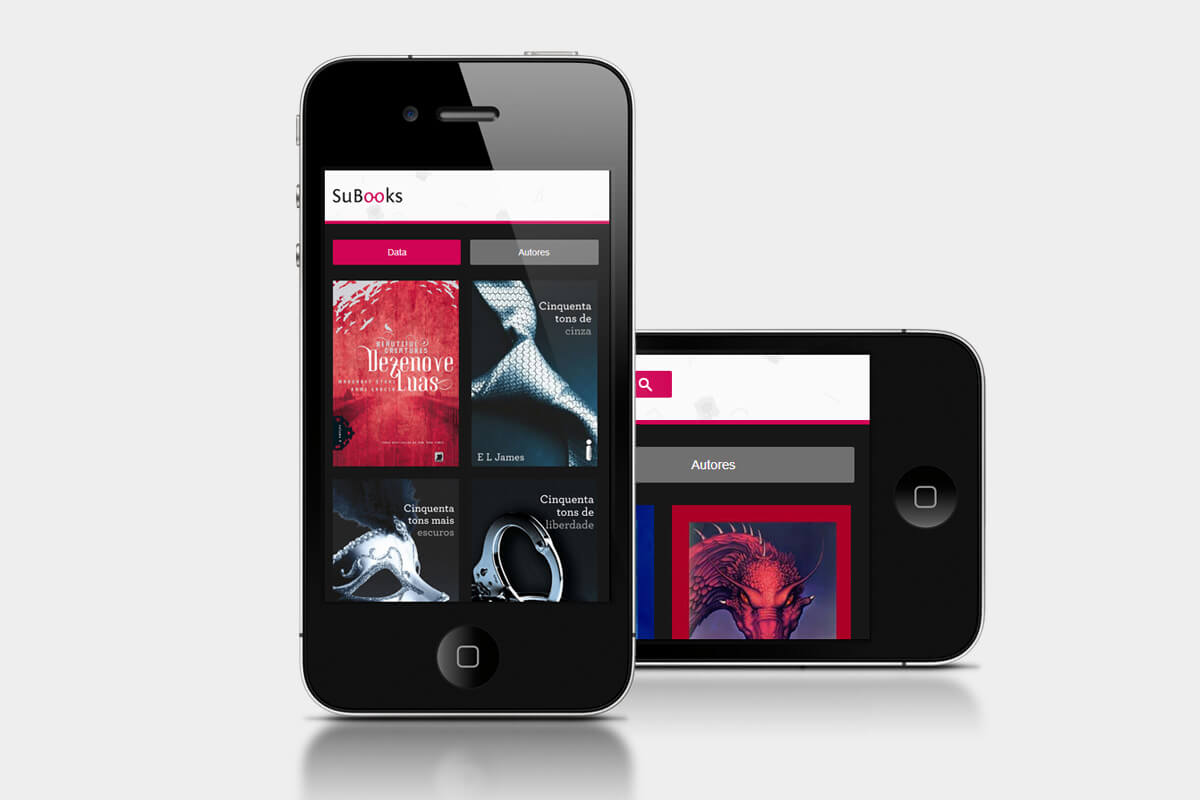 SuBooks
Data
Autores
BEAUTIFUL
CREATURES
Dezenove
Luas
Cinquenta
tons de
cinza
E L James
Cinquenta
tons mais
escuros
Cinquenta
tons de
liberdade
Autores